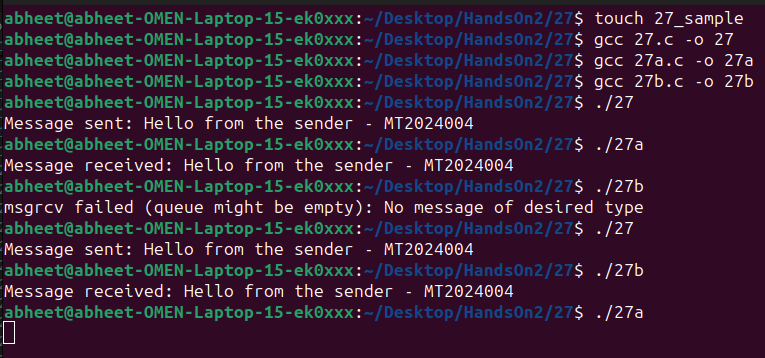 abheet@abheet-OMEN-Laptop-15-ek0xxx:~/Desktop/HandsOn2/27$ touch 27_sample
abheet@abheet-OMEN-Laptop-15-ek0xxx:~/Desktop/HandsOn2/27$ gcc 27.c -o 27
abheet@abheet-OMEN-Laptop-15-ek0xxx:~/Desktop/HandsOn2/27$ gcc 27a.c -o 27a
abheet@abheet-OMEN-Laptop-15-ek0xxx:~/Desktop/HandsOn2/27$ gcc 27b.c -o 27b
abheet@abheet-OMEN-Laptop-15-ek0xxx:~/Desktop/HandsOn2/27$ ./27
Message sent: Hello from the sender - MT2024004
abheet@abheet-OMEN-Laptop-15-ek0xxx:~/Desktop/HandsOn2/27$ ./27a
Message received: Hello from the sender - MT2024004
abheet@abheet-OMEN-Laptop-15-ek0xxx:~/Desktop/HandsOn2/27$ ./27b
msgrcv failed (queue might be empty): No message of desired type
abheet@abheet-OMEN-Laptop-15-ek0xxx:~/Desktop/HandsOn2/27$ ./27
Message sent: Hello from the sender - MT2024004
abheet@abheet-OMEN-Laptop-15-ek0xxx:~/Desktop/HandsOn2/27$ ./27b
Message received: Hello from the sender - MT2024004
abheet@abheet-OMEN-Laptop-15-ek0xxx:~/Desktop/HandsOn2/27$ ./27a